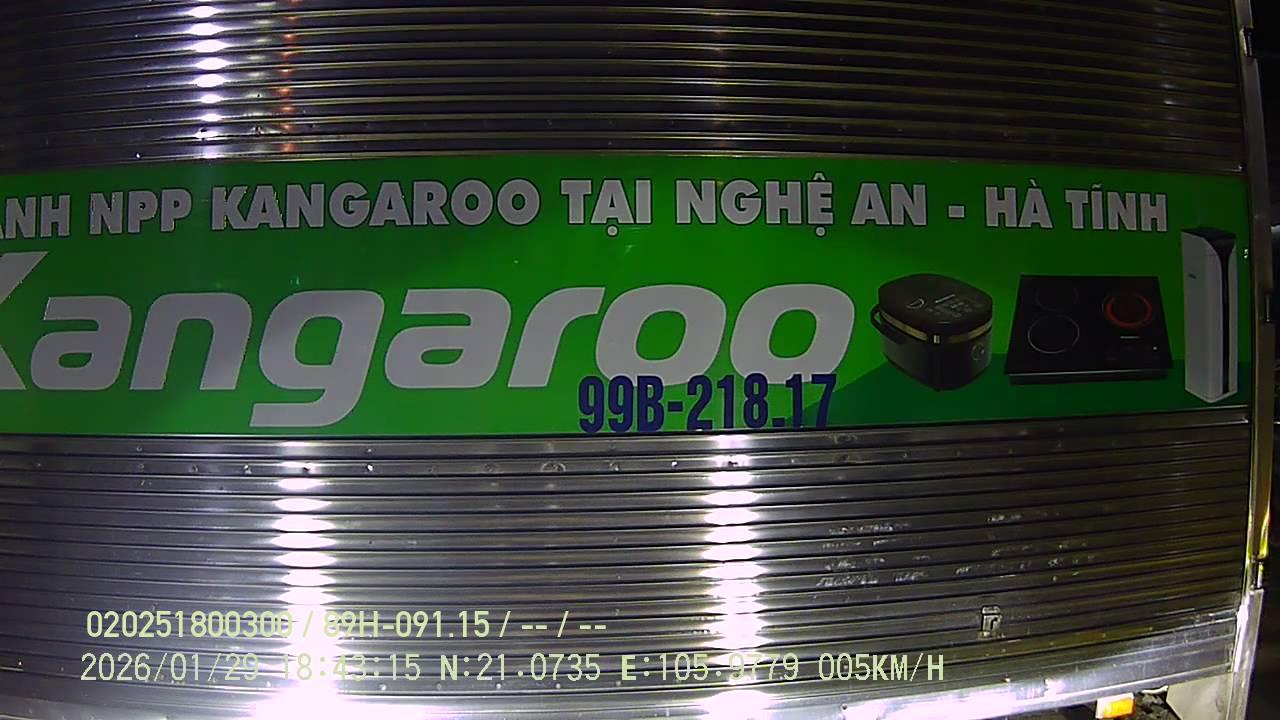 ANH NPP KANGAROO TẠI NGHỆ AN - HÀ TĨNH
Kangaroo
99B-218.17
020251800300 / 89H-091.15 / -- / --
2026/01/29 18:43:15 N:21.0735 E:105.9779 005KM/H